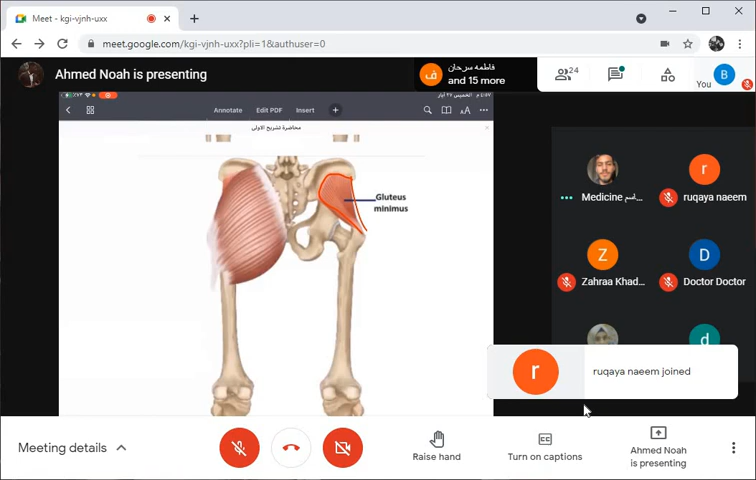 Meet - kgi-vjnh-uxx
meet.google.com/kgi-vjnh-uxx?pli=1&authuser=0
Ahmed Noah is presenting
ف
فاطمه سرحان
and 15 more
24
You
B
Annotate Edit PDF Insert
AA
محاضرة تشريح الاولى
Gluteus
minimus
Medicine ...
r
ruqaya naeem
Z
Zahraa Khad...
D
Doctor Doctor
d
r
ruqaya naeem joined
Meeting details
Raise hand
Turn on captions
Ahmed Noah
is presenting